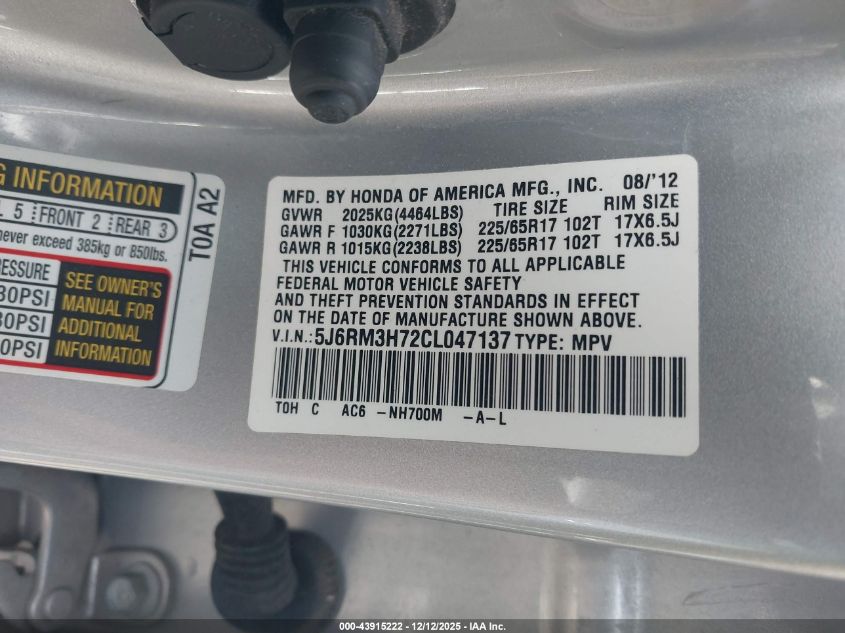 G INFORMATION
L 5 FRONT 2 REAR 3
never exceed 385kg or 850lbs.
RESSURE
30PSI
30PSI
0PSI
SEE OWNER'S
MANUAL FOR
ADDITIONAL
INFORMATION
T0A A2
MFD. BY HONDA OF AMERICA MFG., INC. 08/'12
GVWR 2025KG(4464LBS) TIRE SIZE RIM SIZE
GAWR F 1030KG(2271LBS) 225/65R17 102T 17X6.5J
GAWR R 1015KG(2238LBS) 225/65R17 102T 17X6.5J
THIS VEHICLE CONFORMS TO ALL APPLICABLE
FEDERAL MOTOR VEHICLE SAFETY
AND THEFT PREVENTION STANDARDS IN EFFECT
ON THE DATE OF MANUFACTURE SHOWN ABOVE.
V.I.N.: 5J6RM3H72CL047137 TYPE: MPV
T0H C AC6 -NH700M -A-L
000-43915222 • 12/12/2025 • IAA Inc.